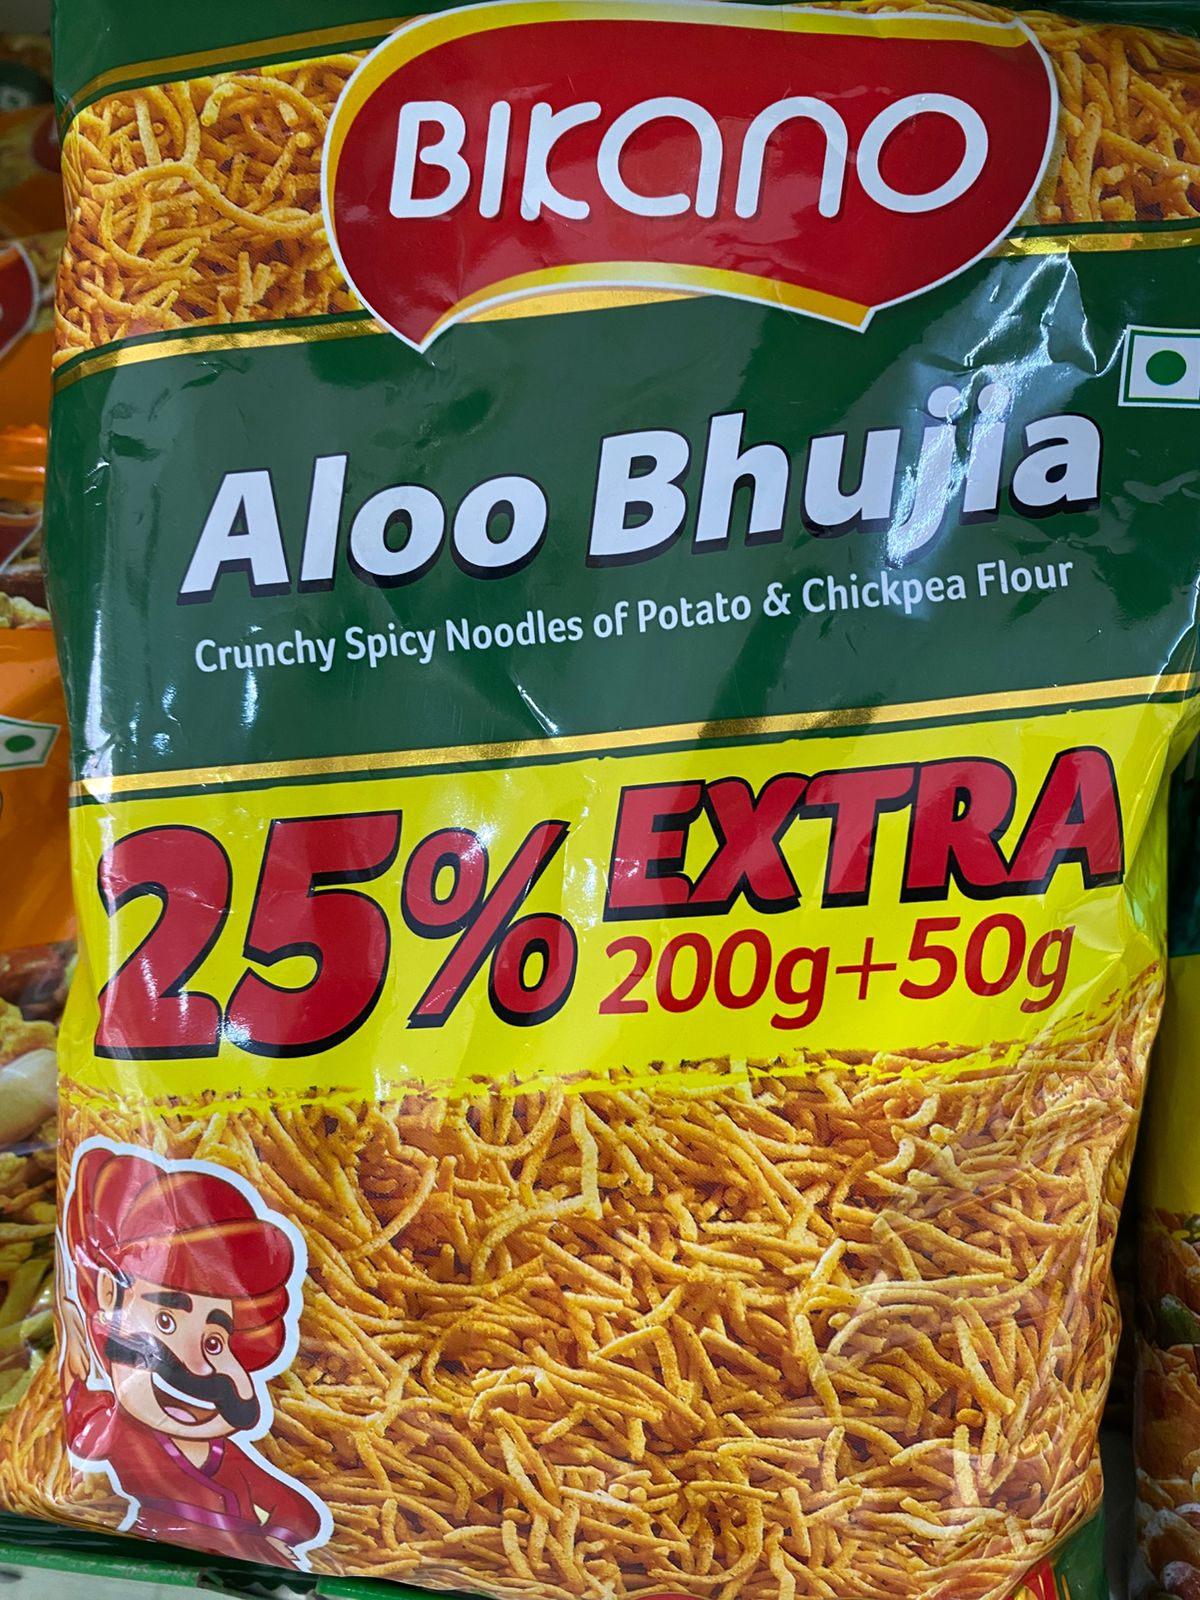 BIKANO
Aloo Bhujia
Crunchy Spicy Noodles of Potato & Chickpea Flour
25% EXTRA
200g+50g